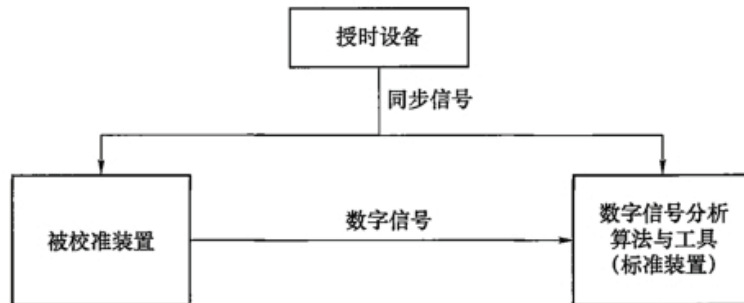 授时设备
同步信号
被校准装置
数字信号
数字信号分析
算法与工具
(标准装置)